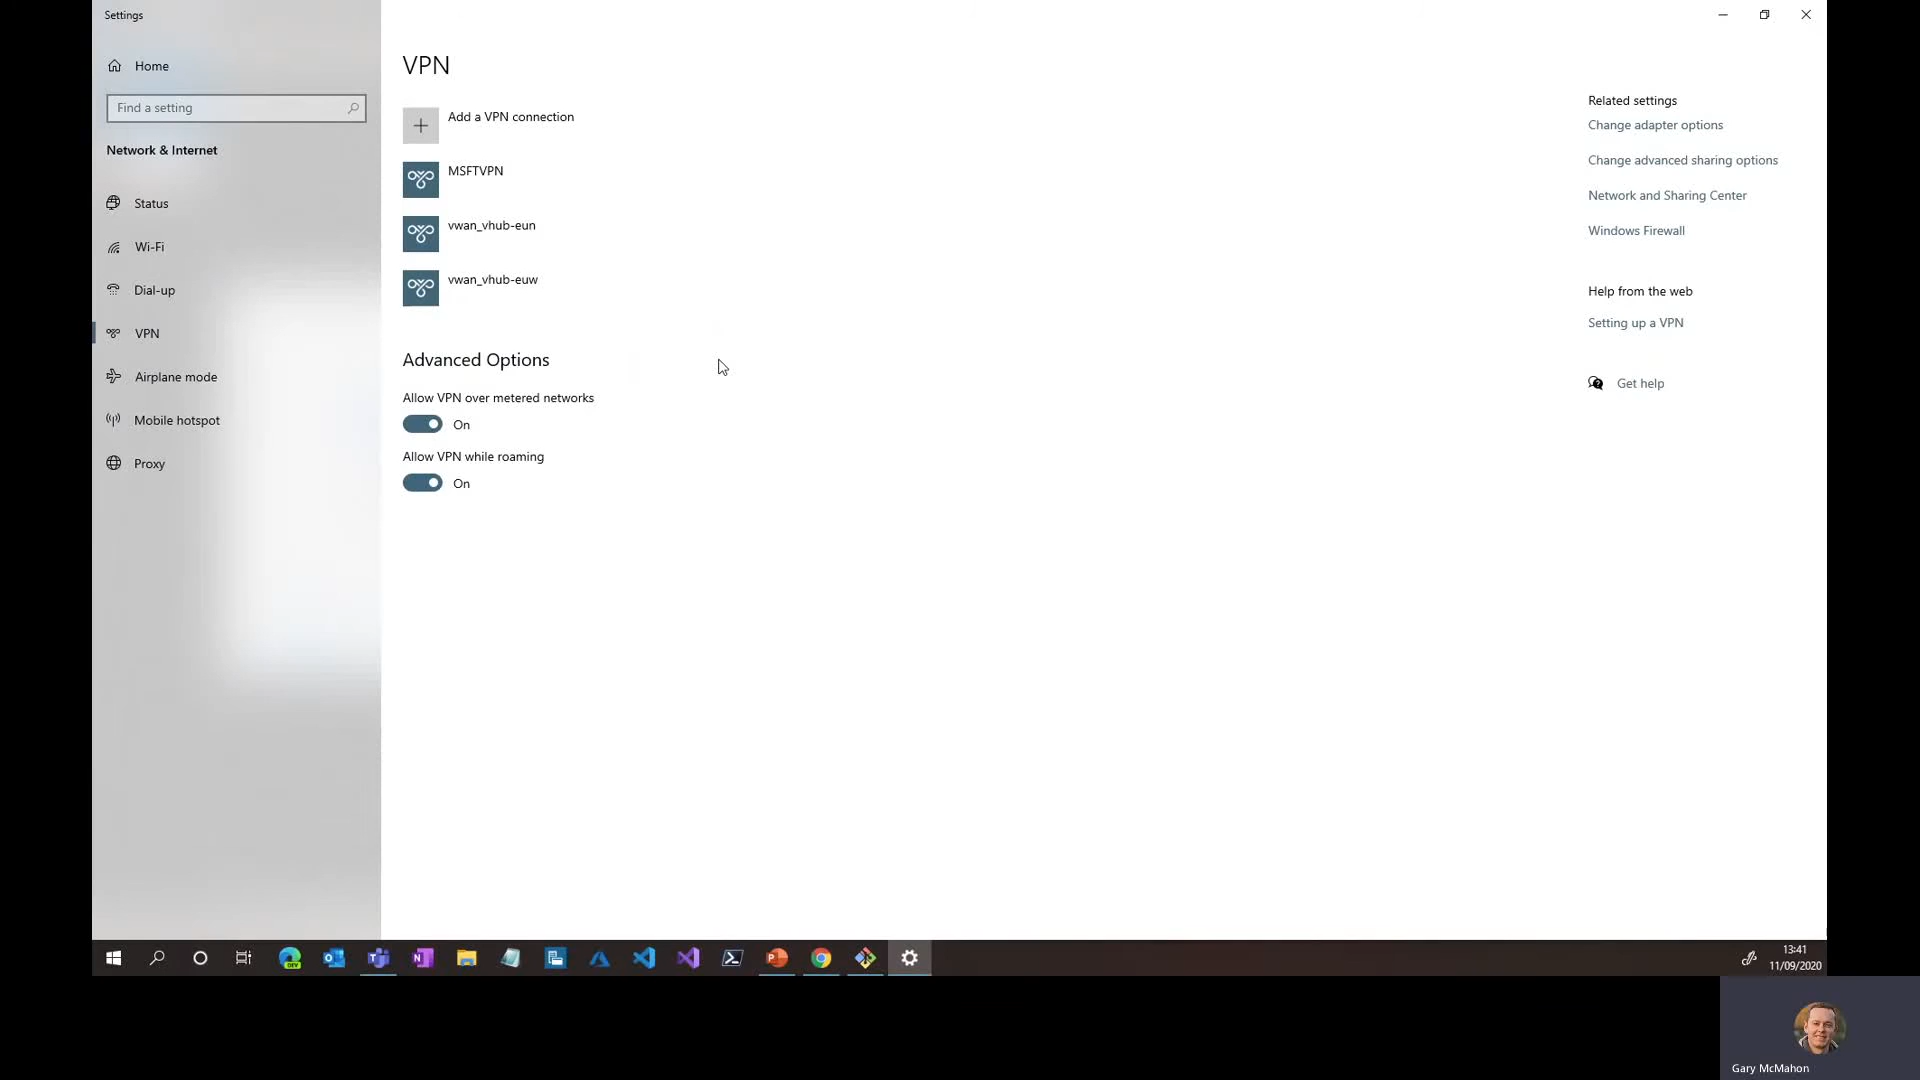 Settings
Home
Find a setting
Network & Internet
Status
Wi-Fi
Dial-up
VPN
Airplane mode
Mobile hotspot
Proxy
VPN
Add a VPN connection
MSFTVPN
vwan_vhub-eun
vwan_vhub-euw
Advanced Options
Allow VPN over metered networks
On
Allow VPN while roaming
On
Related settings
Change adapter options
Change advanced sharing options
Network and Sharing Center
Windows Firewall
Help from the web
Setting up a VPN
Get help
13:41
11/09/2020
Gary McMahon